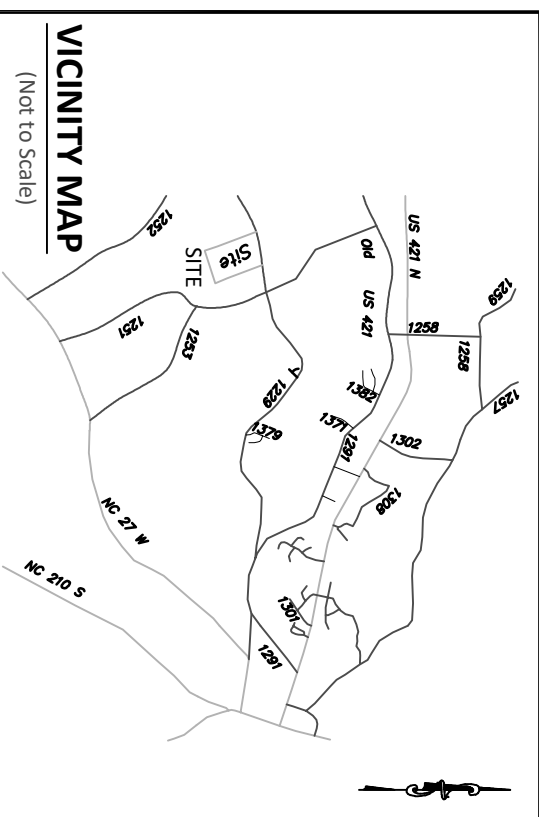 VICINITY MAP
(Not to Scale)
US 421 N
Old US 421
1259
1258
1258
1257
1252
Site
SITE
1251
1253
1229
1379
1382
1371
1291
1302
1308
1301
1291
NC 27 W
NC 210 S